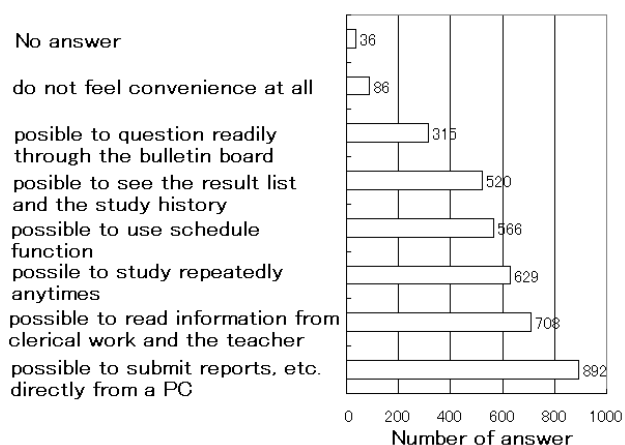 No answer
36
do not feel convenience at all
86
posible to question readily
through the bulletin board
315
posible to see the result list
and the study history
520
possible to use schedule
function
566
possile to study repeatedly
anytimes
629
possible to read information from
clerical work and the teacher
708
possible to submit reports, etc.
directly from a PC
892
0 200 400 600 800 1000
Number of answer